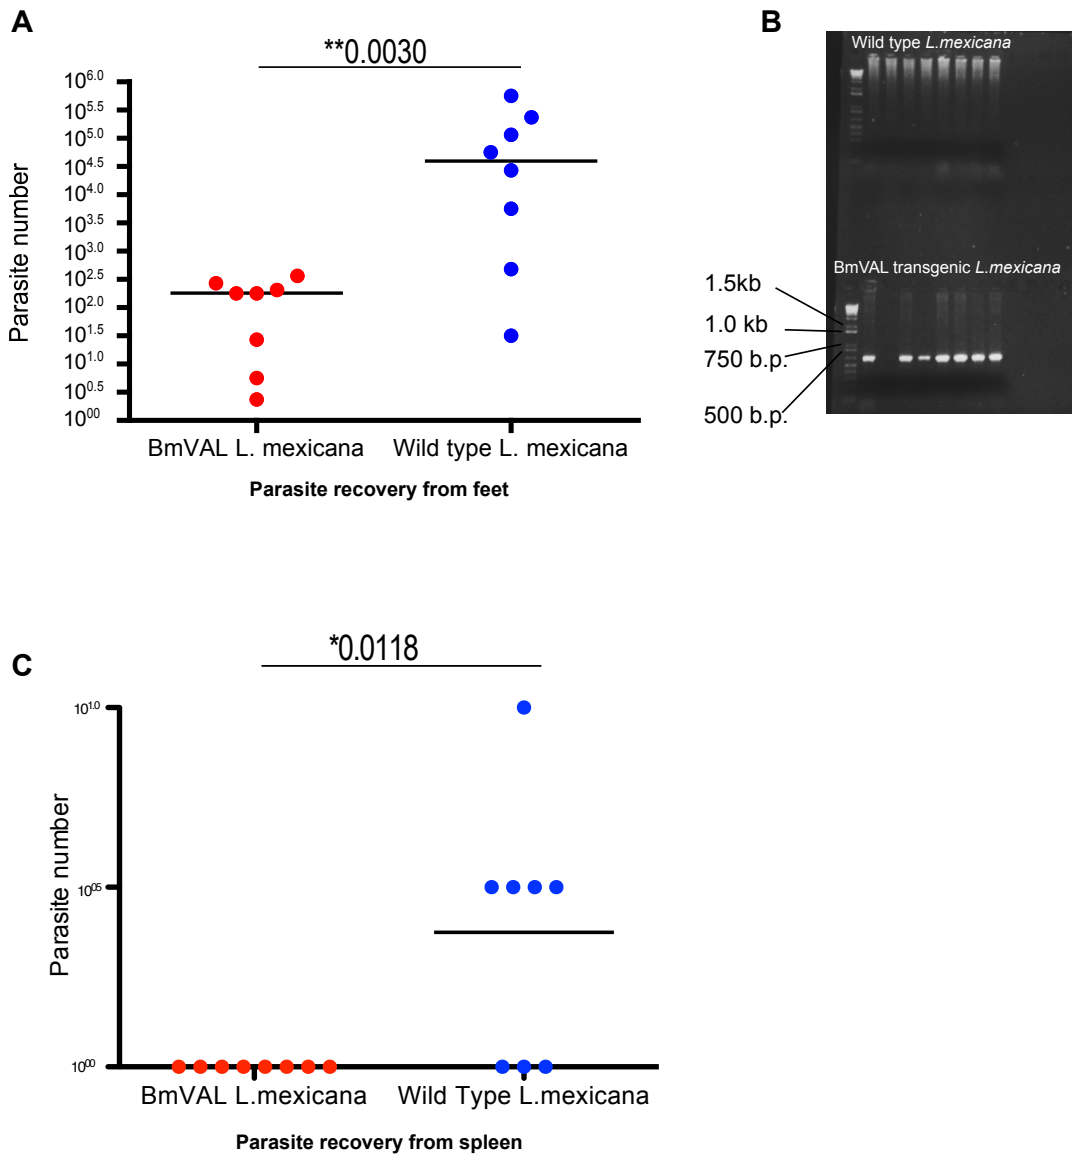 A
**0.0030
10^6.0
10^5.5
10^5.0
10^4.5
10^4.0
10^3.5
10^3.0
10^2.5
10^2.0
10^1.5
10^1.0
10^0.5
10^00
Parasite number
BmVAL L. mexicana
Wild type L. mexicana
Parasite recovery from feet
B
Wild type L.mexicana
BmVAL transgenic L.mexicana
1.5kb
1.0 kb
750 b.p.
500 b.p.
C
*0.0118
10^1.0
10^05
10^00
Parasite number
BmVAL L.mexicana
Wild Type L.mexicana
Parasite recovery from spleen